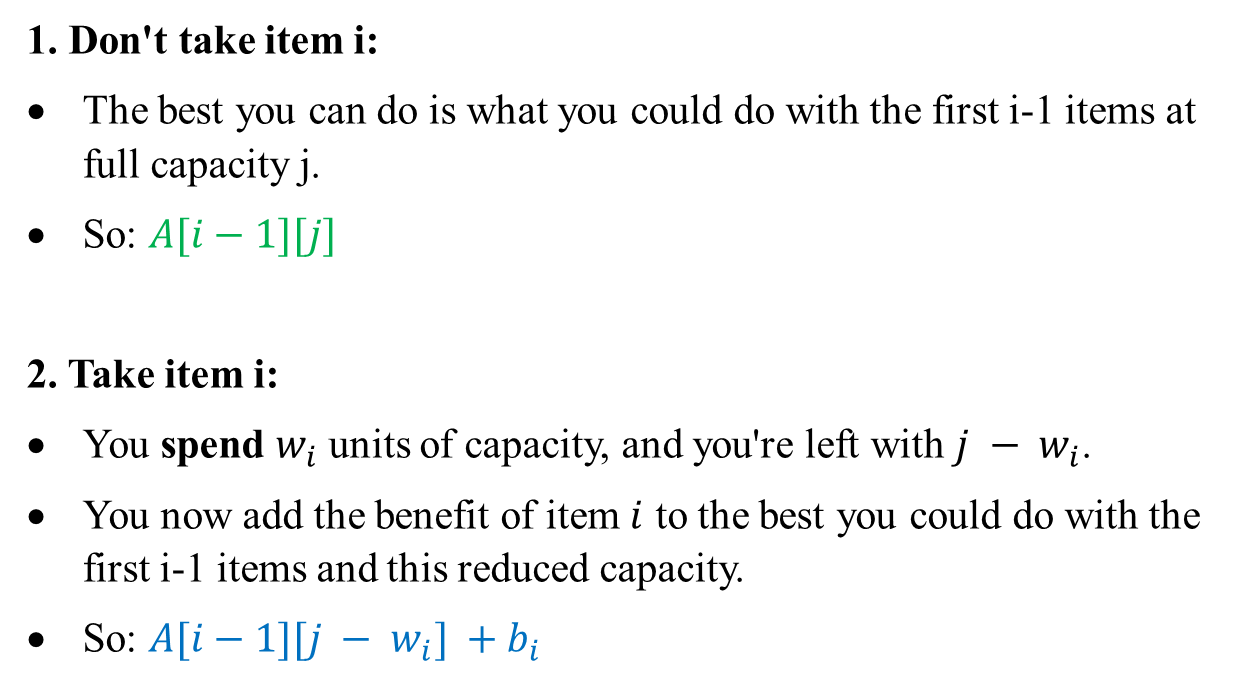 1. Don't take item i:
• The best you can do is what you could do with the first i-1 items at
full capacity j.
• So: A[i − 1][j]
2. Take item i:
• You spend wᵢ units of capacity, and you're left with j − wᵢ.
• You now add the benefit of item i to the best you could do with the
first i-1 items and this reduced capacity.
• So: A[i − 1][j − wᵢ] + bᵢ